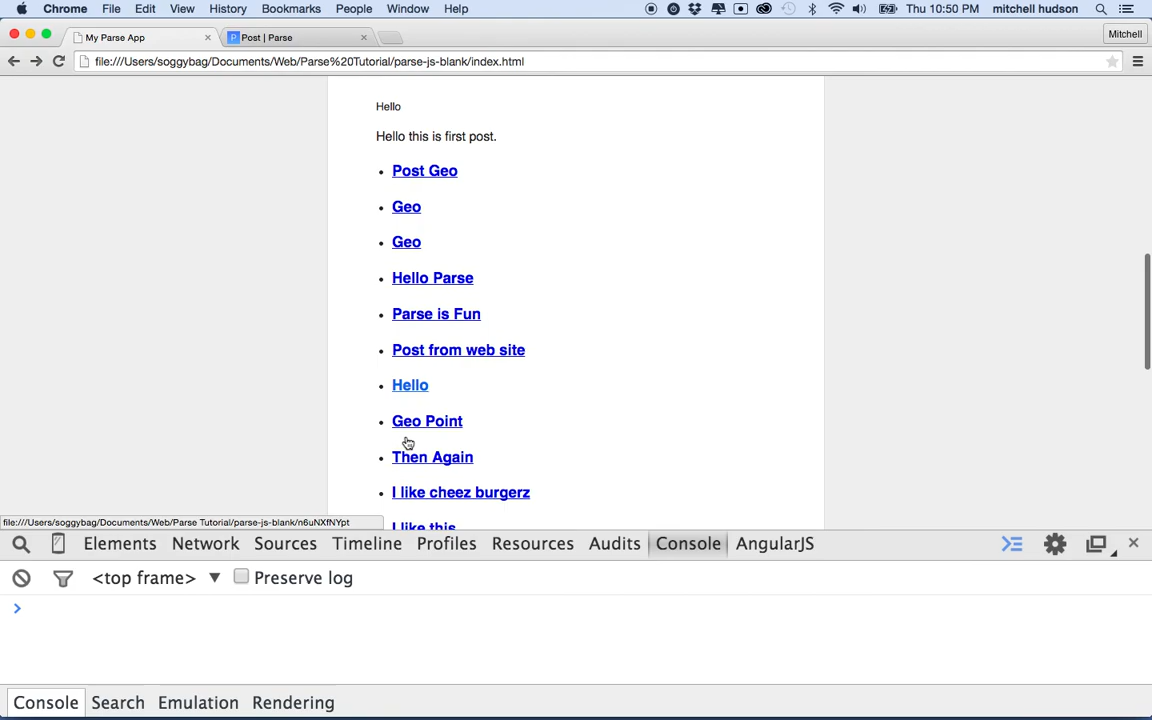 Chrome File Edit View History Bookmarks People Window Help Thu 10:50 PM mitchell hudson
My Parse App × Post | Parse × Mitchell
file:///Users/soggybag/Documents/Web/Parse%20Tutorial/parse-js-blank/index.html
Hello
Hello this is first post.
• Post Geo
• Geo
• Geo
• Hello Parse
• Parse is Fun
• Post from web site
• Hello
• Geo Point
• Then Again
• I like cheez burgerz
I like this
file:///Users/soggybag/Documents/Web/Parse Tutorial/parse-js-blank/n6uNXfNYpt
Elements Network Sources Timeline Profiles Resources Audits Console AngularJS
<top frame> ▼ Preserve log
>
Console Search Emulation Rendering